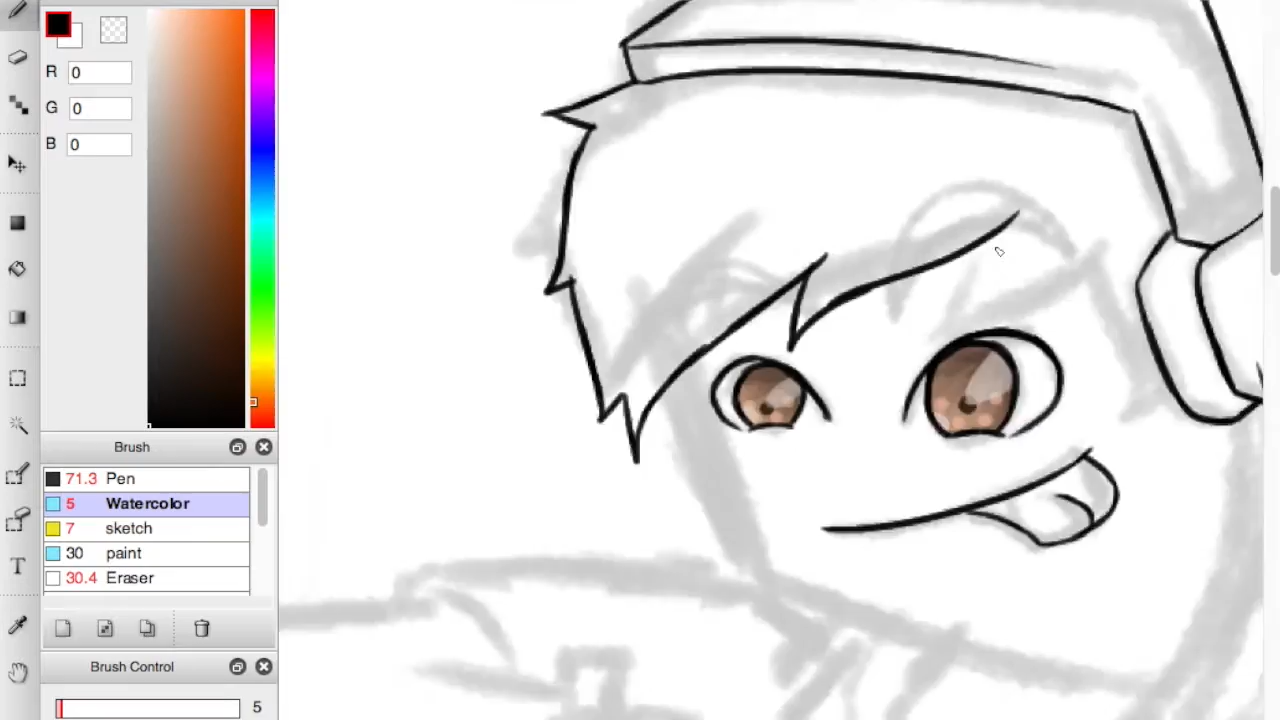 R 0
G 0
B 0
Brush
71.3 Pen
5 Watercolor
7 sketch
30 paint
30.4 Eraser
T
Brush Control
5